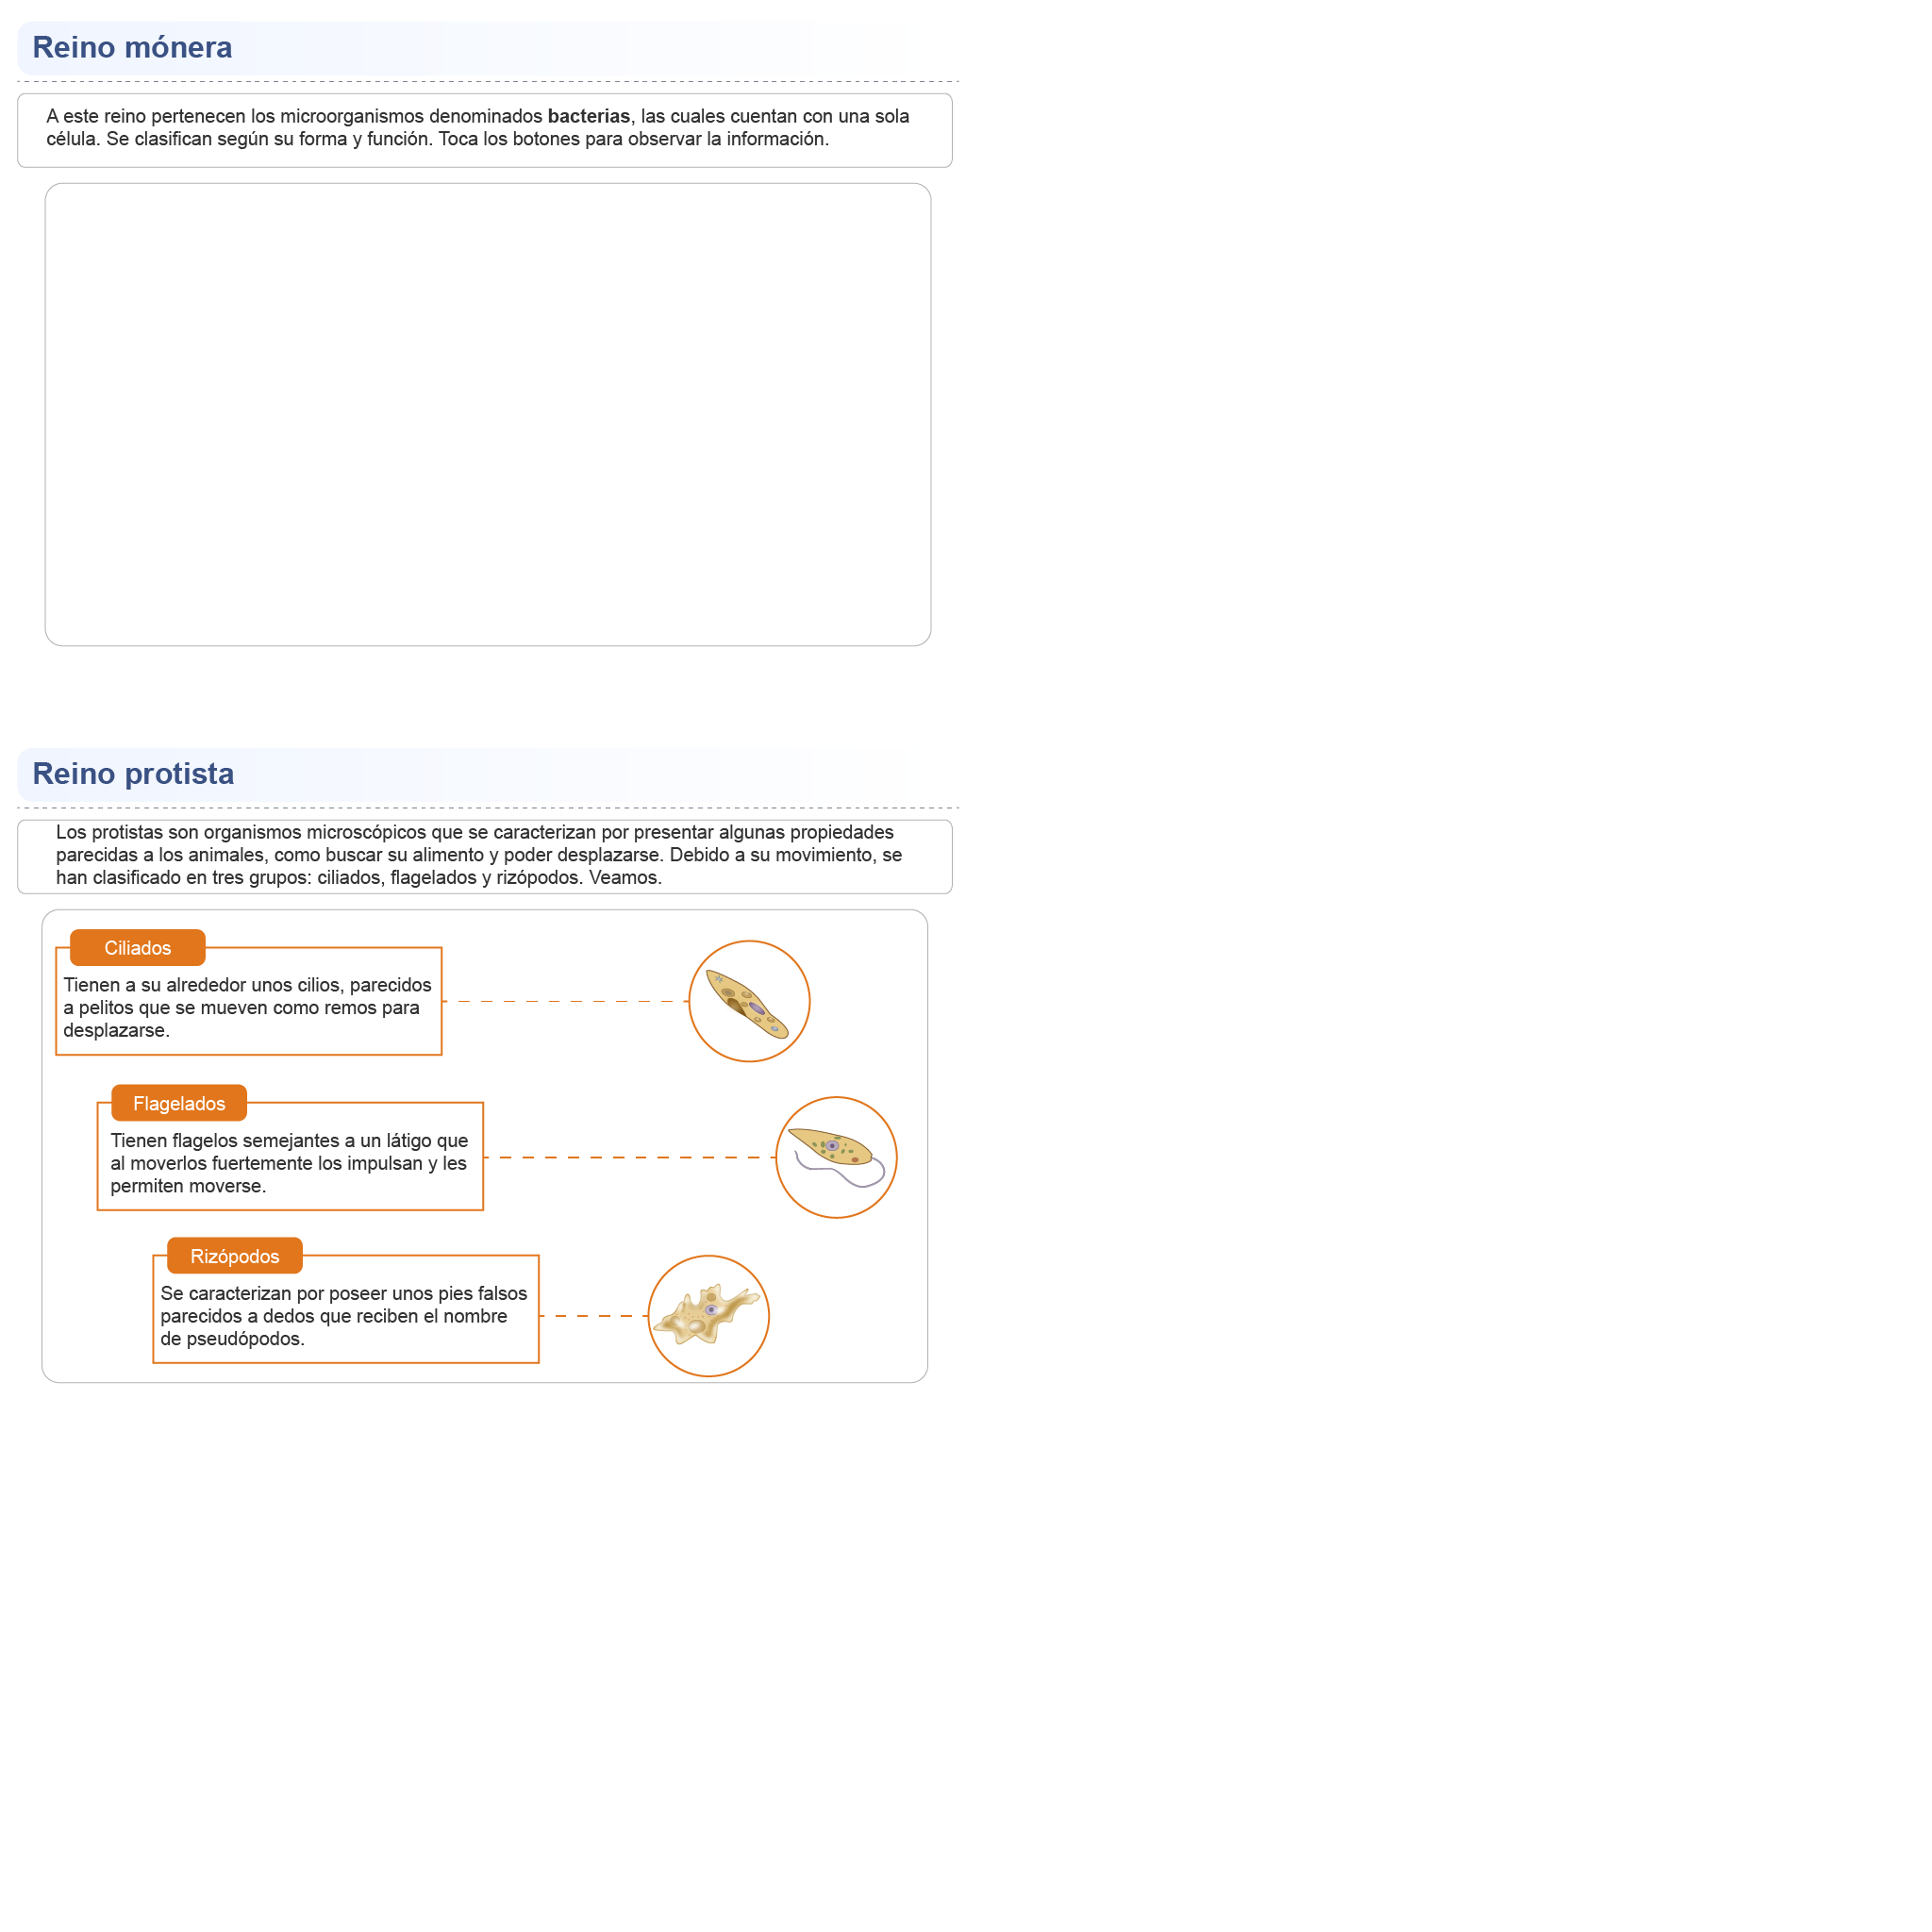 Reino mónera
A este reino pertenecen los microorganismos denominados bacterias, las cuales cuentan con una sola
célula. Se clasifican según su forma y función. Toca los botones para observar la información.
Reino protista
Los protistas son organismos microscópicos que se caracterizan por presentar algunas propiedades
parecidas a los animales, como buscar su alimento y poder desplazarse. Debido a su movimiento, se
han clasificado en tres grupos: ciliados, flagelados y rizópodos. Veamos.
Ciliados
Tienen a su alrededor unos cilios, parecidos
a pelitos que se mueven como remos para
desplazarse.
Flagelados
Tienen flagelos semejantes a un látigo que
al moverlos fuertemente los impulsan y les
permiten moverse.
Rizópodos
Se caracterizan por poseer unos pies falsos
parecidos a dedos que reciben el nombre
de pseudópodos.